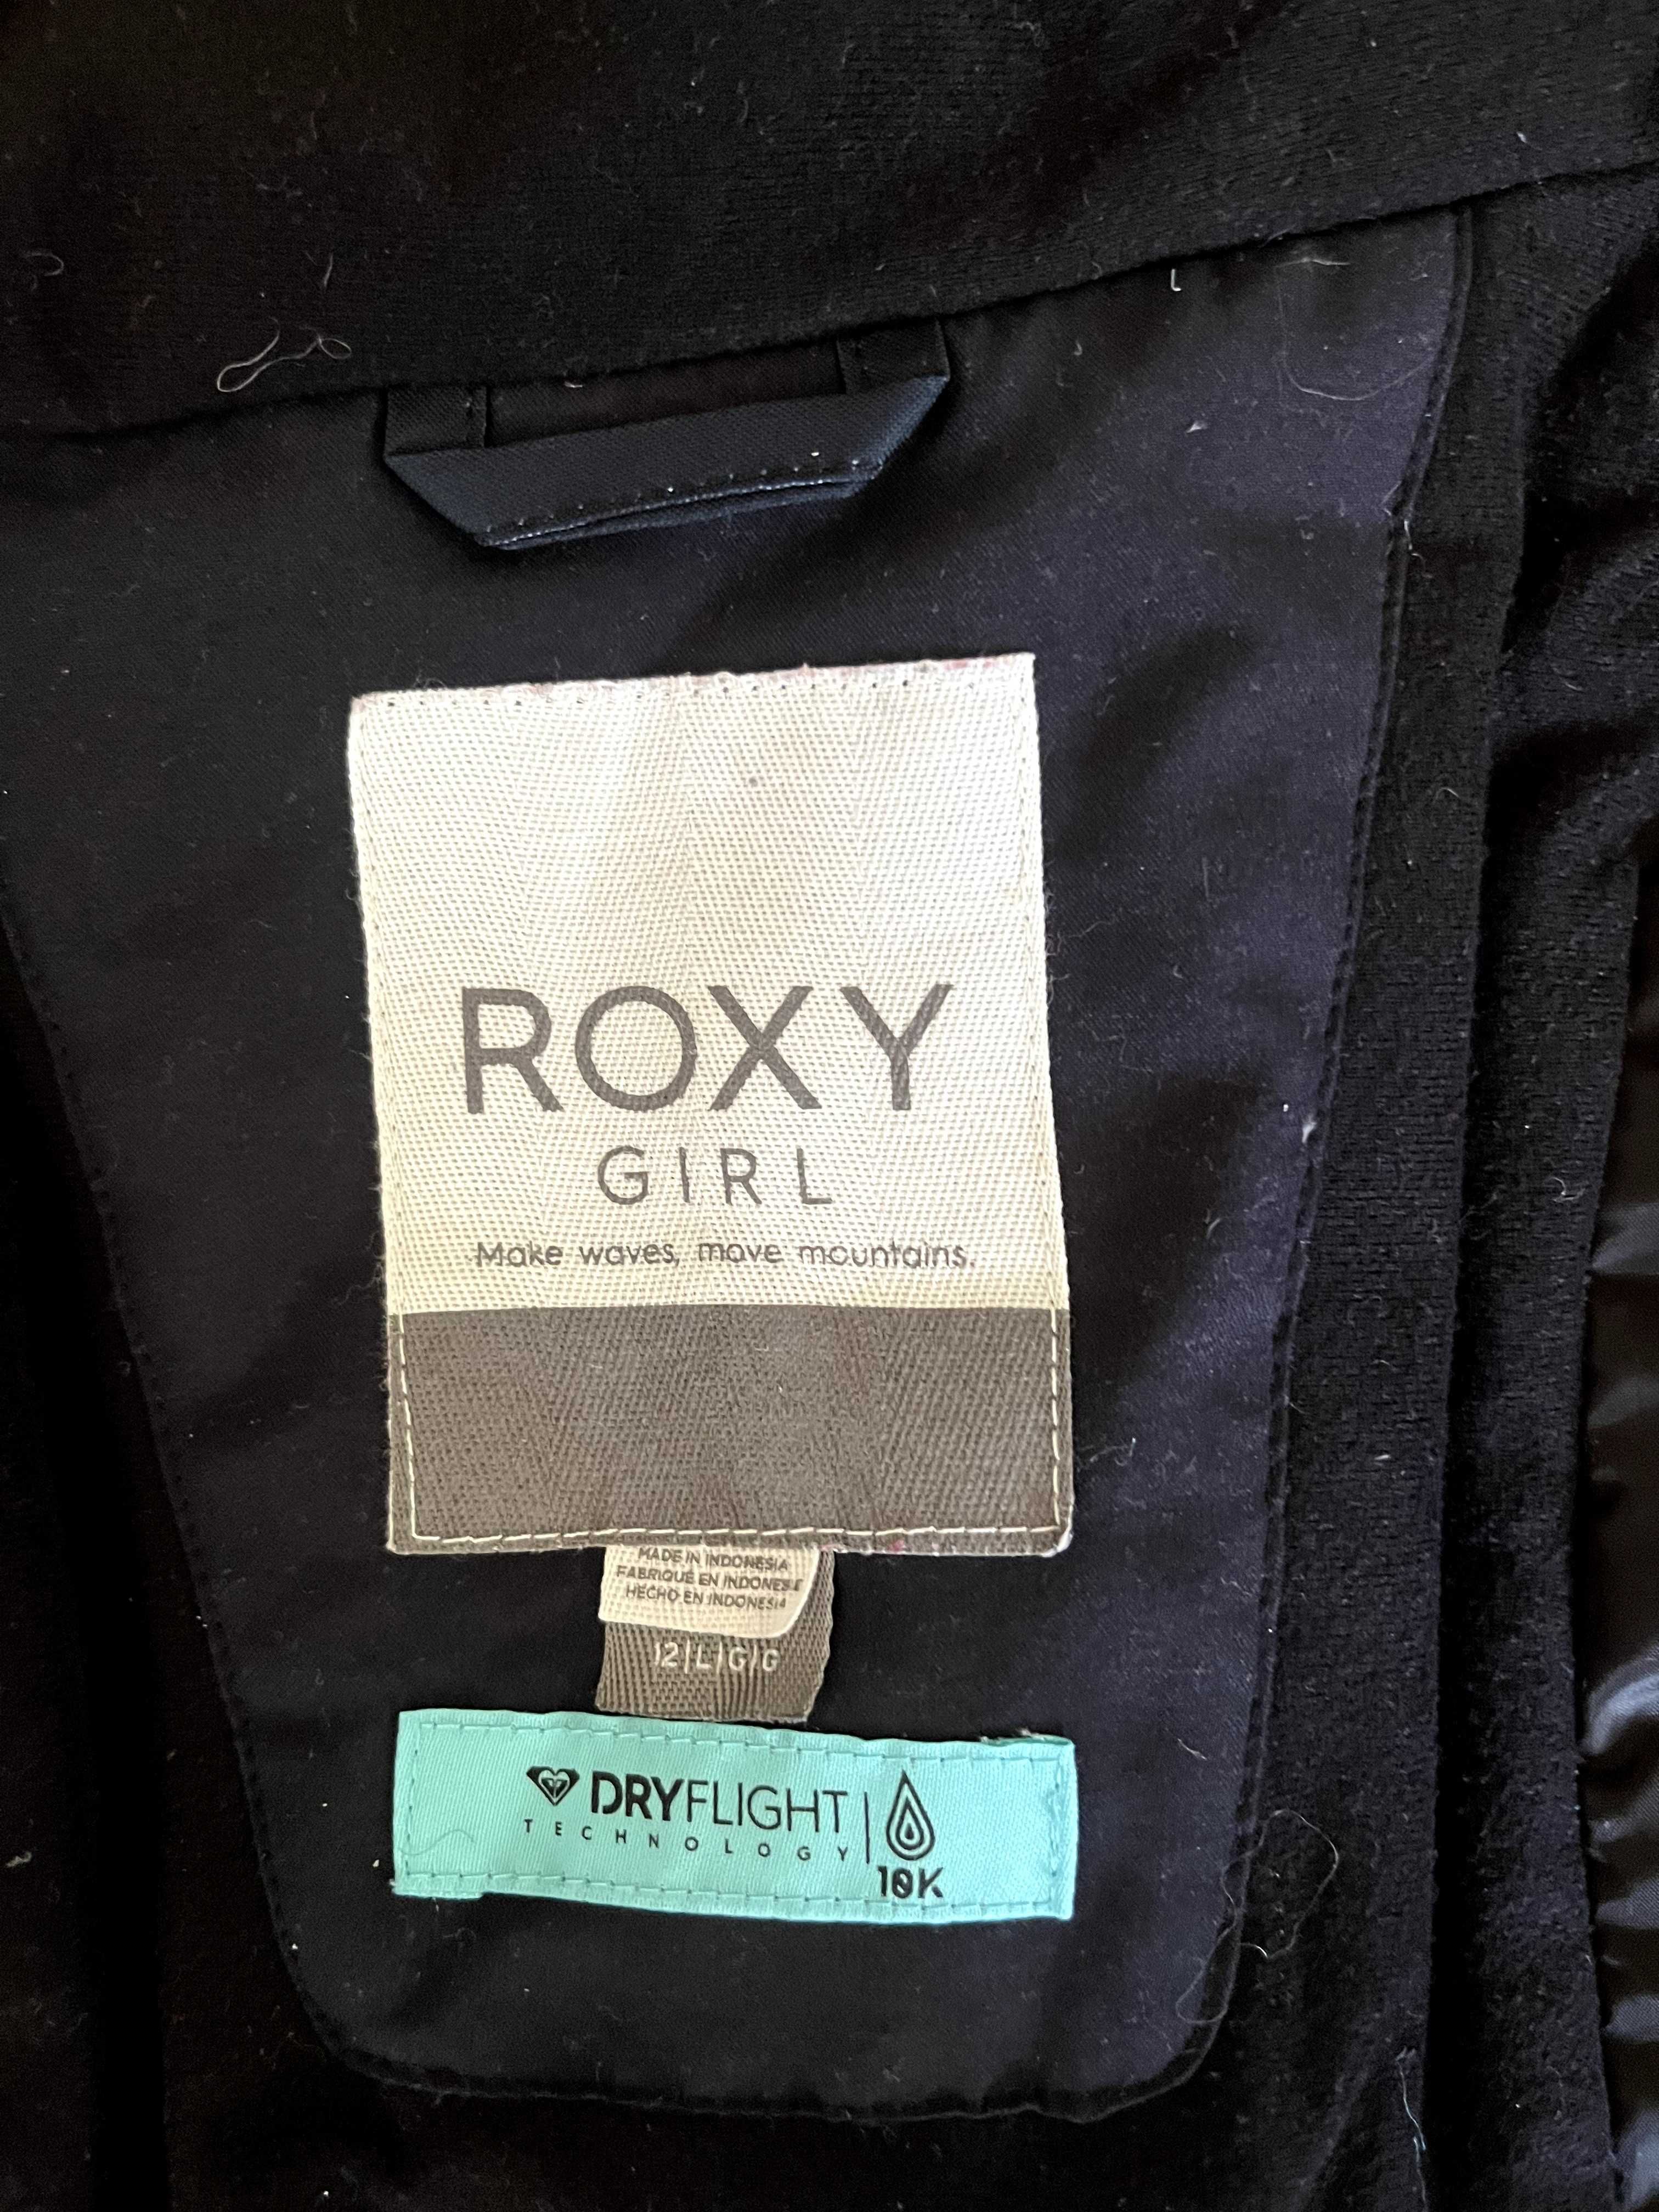 ROXY
GIRL
Make waves, move mountains.
MADE IN INDONESIA
FABRIQUÉ EN INDONESIE
HECHO EN INDONESIA
12|L|G|G
DRYFLIGHT
TECHNOLOGY
10K